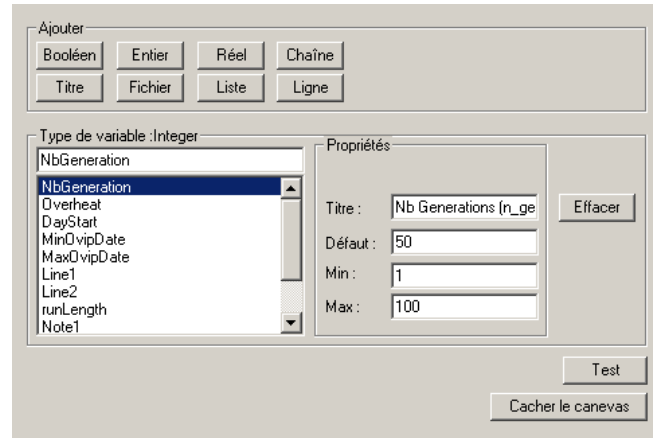 Ajouter
Booléen Entier Réel Chaîne
Titre Fichier Liste Ligne
Type de variable :Integer
NbGeneration
NbGeneration
Overheat
DayStart
MinOvipDate
MaxOvipDate
Line1
Line2
runLength
Note1
Propriétés
Titre : Nb Generations (n_ge
Défaut : 50
Min : 1
Max : 100
Effacer
Test
Cacher le canevas